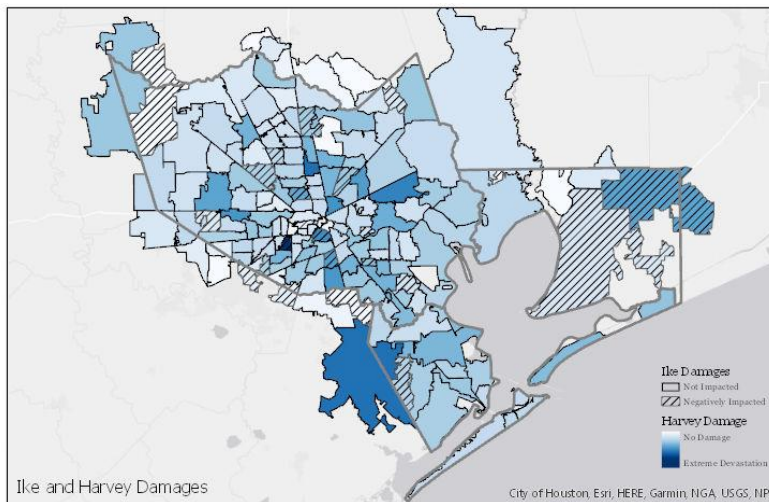 Ike Damages
Not Impacted
Negatively Impacted
Harvey Damage
No Damage
Extreme Devastation
Ike and Harvey Damages
City of Houston, Esri, HERE, Garmin, NGA, USGS, NP